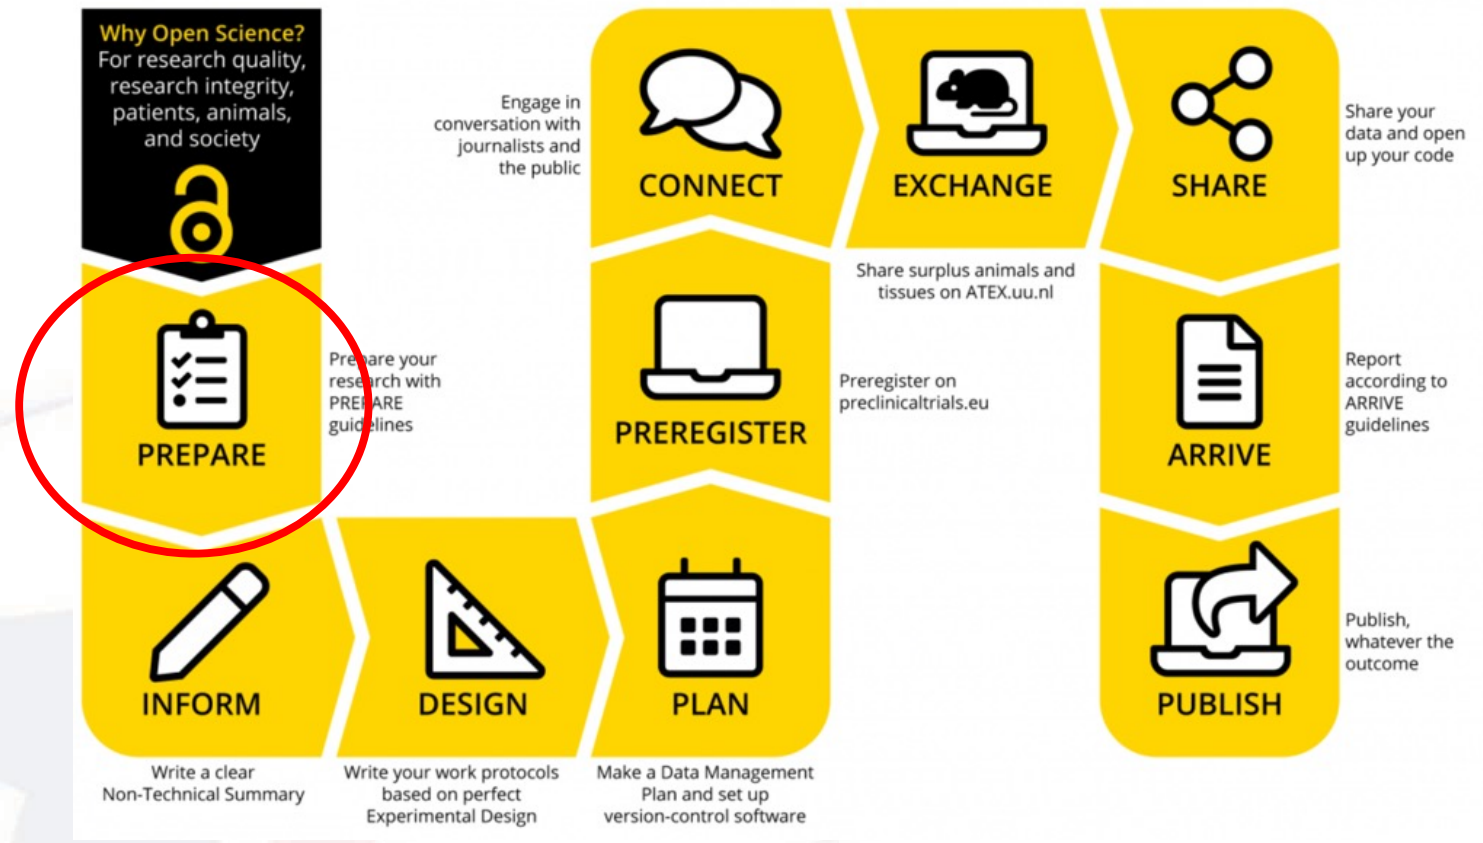 Why Open Science?
For research quality,
research integrity,
patients, animals,
and society
PREPARE
Prepare your
research with
PREPARE
guidelines
INFORM
Write a clear
Non-Technical Summary
DESIGN
Write your work protocols
based on perfect
Experimental Design
PLAN
Make a Data Management
Plan and set up
version-control software
PREREGISTER
Preregister on
preclinicaltrials.eu
CONNECT
Engage in
conversation with
journalists and
the public
EXCHANGE
Share surplus animals and
tissues on ATEX.uu.nl
SHARE
Share your
data and open
up your code
ARRIVE
Report
according to
ARRIVE
guidelines
PUBLISH
Publish,
whatever the
outcome